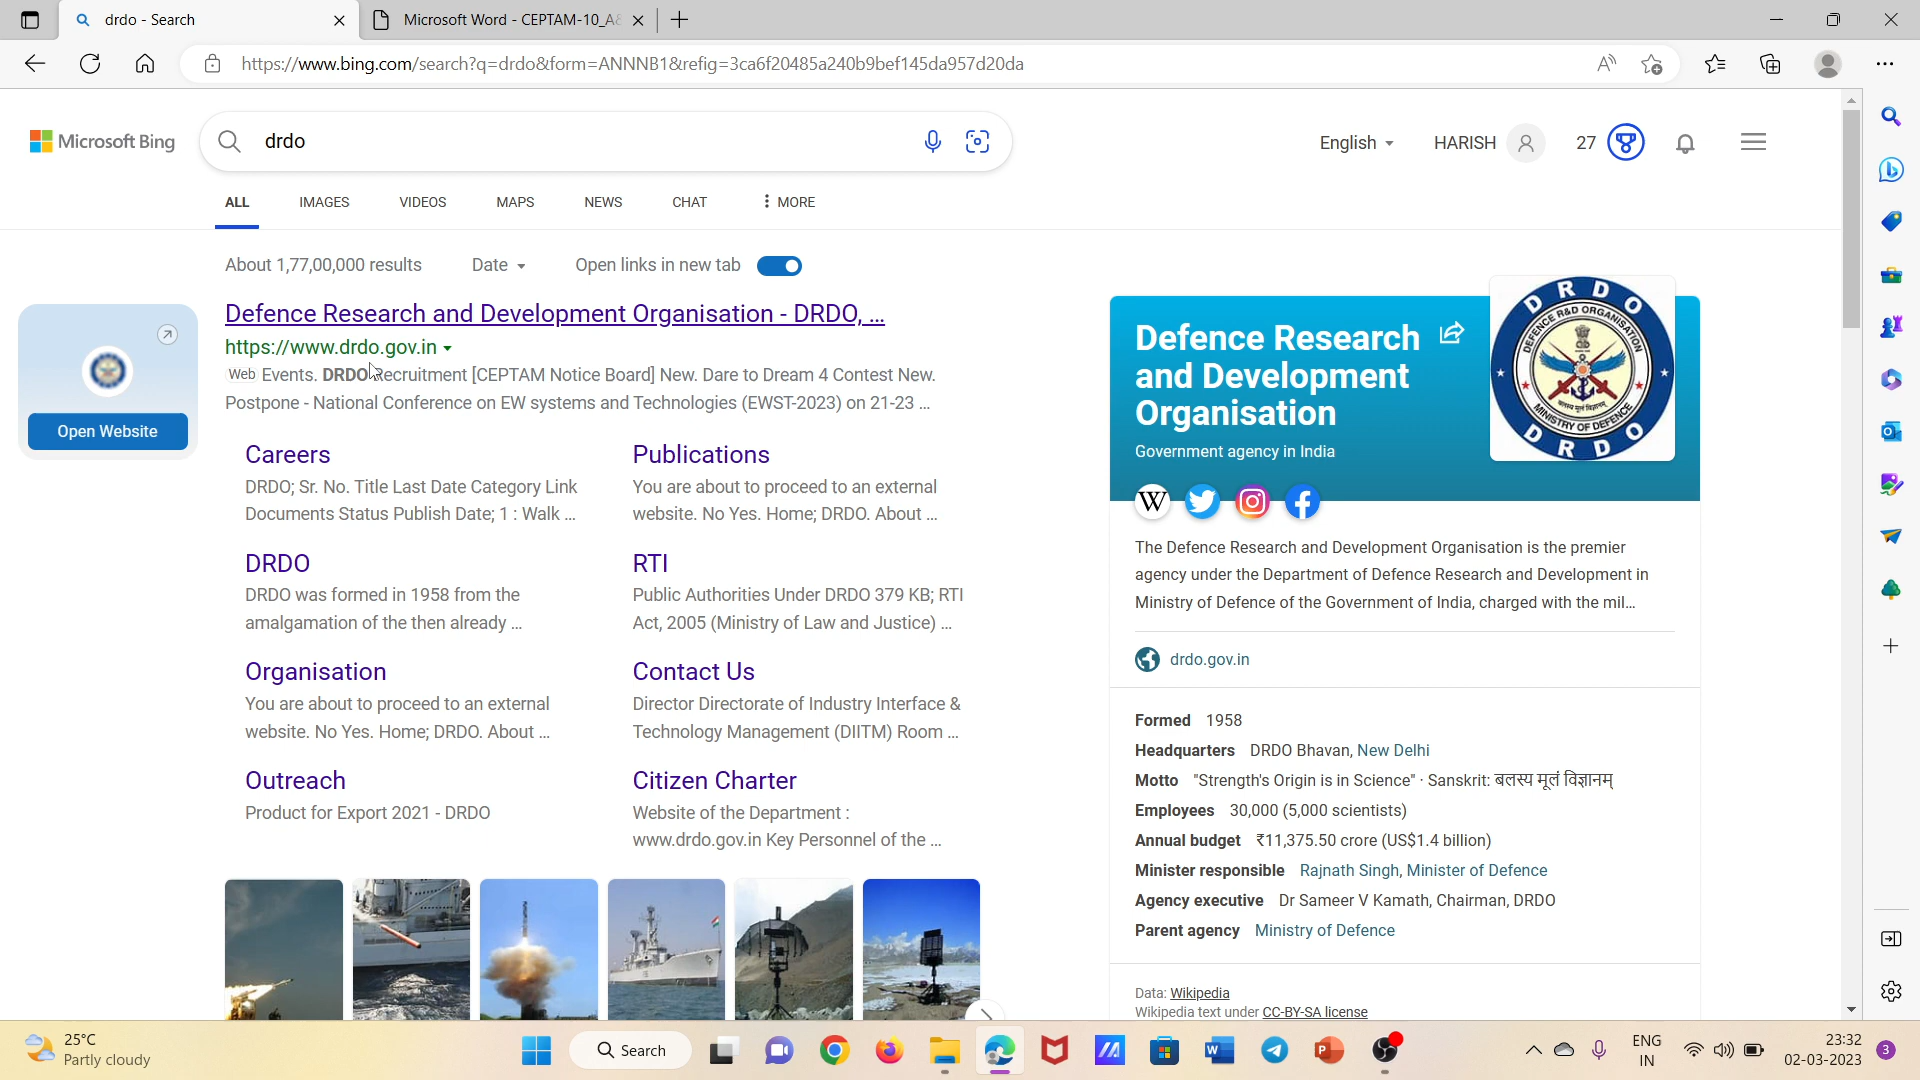 drdo - Search
Microsoft Word - CEPTAM-10_A&
https://www.bing.com/search?q=drdo&form=ANNNB1&refig=3ca6f20485a240b9bef145da957d20da
Microsoft Bing
drdo
English
HARISH
27
ALL
IMAGES
VIDEOS
MAPS
NEWS
CHAT
MORE
About 1,77,00,000 results
Date
Open links in new tab
Open Website
Defence Research and Development Organisation - DRDO, ...
https://www.drdo.gov.in
Web Events. DRDO Recruitment [CEPTAM Notice Board] New. Dare to Dream 4 Contest New.
Postpone - National Conference on EW systems and Technologies (EWST-2023) on 21-23 ...
Careers
DRDO; Sr. No. Title Last Date Category Link
Documents Status Publish Date; 1 : Walk ...
Publications
You are about to proceed to an external
website. No Yes. Home; DRDO. About ...
DRDO
DRDO was formed in 1958 from the
amalgamation of the then already ...
RTI
Public Authorities Under DRDO 379 KB; RTI
Act, 2005 (Ministry of Law and Justice) ...
Organisation
You are about to proceed to an external
website. No Yes. Home; DRDO. About ...
Contact Us
Director Directorate of Industry Interface &
Technology Management (DIITM) Room ...
Outreach
Product for Export 2021 - DRDO
Citizen Charter
Website of the Department :
www.drdo.gov.in Key Personnel of the ...
Defence Research
and Development
Organisation
Government agency in India
DRDO
DEFENCE R&D ORGANISATION
बलस्य मूलं विज्ञानम्
MINISTRY OF DEFENCE
DRDO
W
The Defence Research and Development Organisation is the premier
agency under the Department of Defence Research and Development in
Ministry of Defence of the Government of India, charged with the mil...
drdo.gov.in
Formed 1958
Headquarters DRDO Bhavan, New Delhi
Motto "Strength's Origin is in Science" · Sanskrit: बलस्य मूलं विज्ञानम्
Employees 30,000 (5,000 scientists)
Annual budget ₹11,375.50 crore (US$1.4 billion)
Minister responsible Rajnath Singh, Minister of Defence
Agency executive Dr Sameer V Kamath, Chairman, DRDO
Parent agency Ministry of Defence
Data: Wikipedia
Wikipedia text under CC-BY-SA license
25°C
Partly cloudy
Search
ENG
IN
23:32
02-03-2023
3